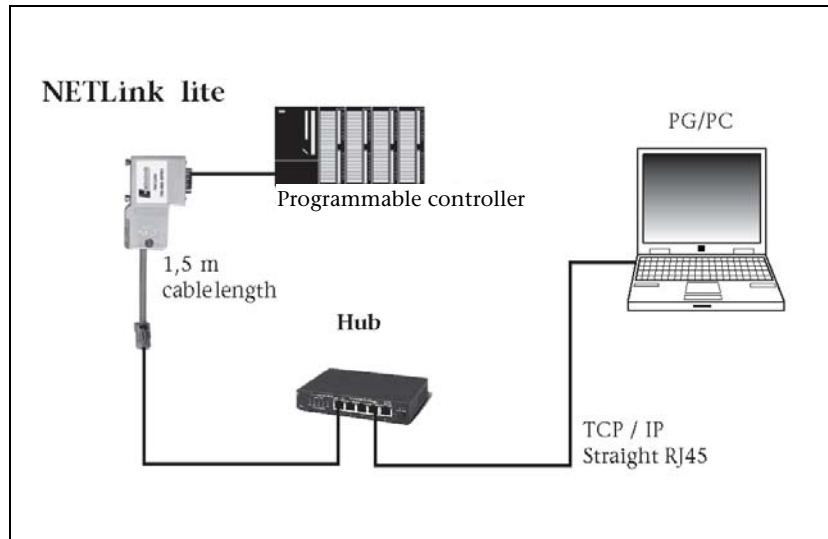 NETLink lite
PG/PC
Programmable controller
1,5 m
cablelength
Hub
TCP / IP
Straight RJ45